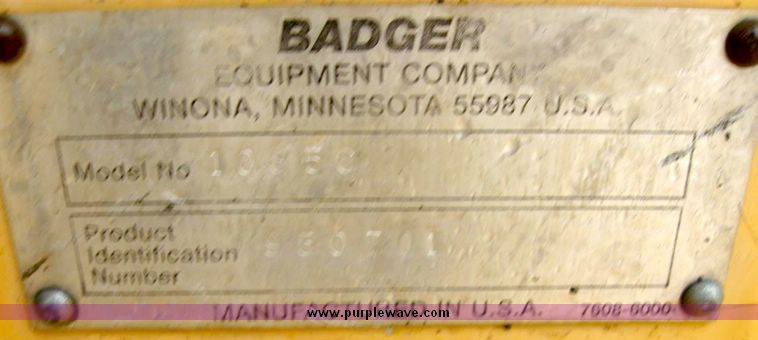 BADGER
EQUIPMENT COMPANY
WINONA, MINNESOTA 55987 U.S.A.
Model No
Product
Identification
Number
MANUFACTURED IN U.S.A. 7608-6000-
www.purplewave.com